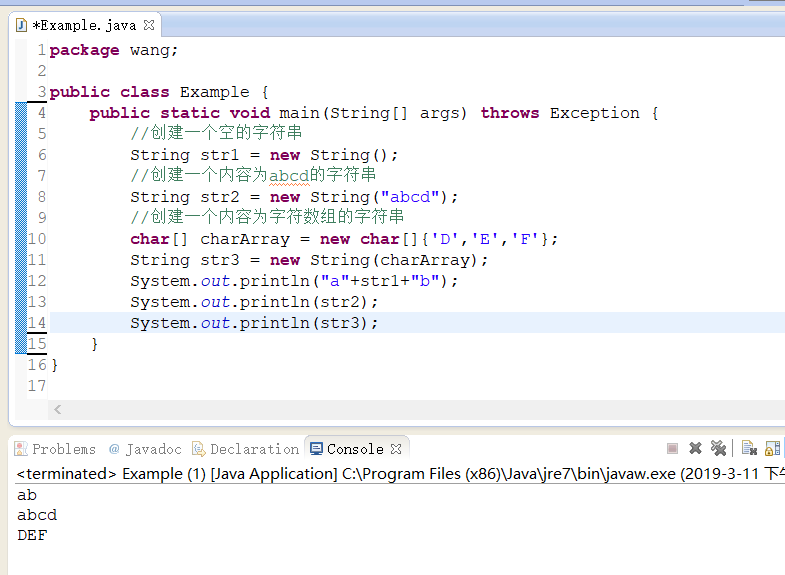 *Example.java
1 package wang;
2
3 public class Example {
4     public static void main(String[] args) throws Exception {
5         //创建一个空的字符串
6         String str1 = new String();
7         //创建一个内容为abcd的字符串
8         String str2 = new String("abcd");
9         //创建一个内容为字符数组的字符串
10         char[] charArray = new char[]{'D','E','F'};
11         String str3 = new String(charArray);
12         System.out.println("a"+str1+"b");
13         System.out.println(str2);
14         System.out.println(str3);
15     }
16 }
17
Problems @ Javadoc Declaration Console
<terminated> Example (1) [Java Application] C:\Program Files (x86)\Java\jre7\bin\javaw.exe (2019-3-11 下午
ab
abcd
DEF